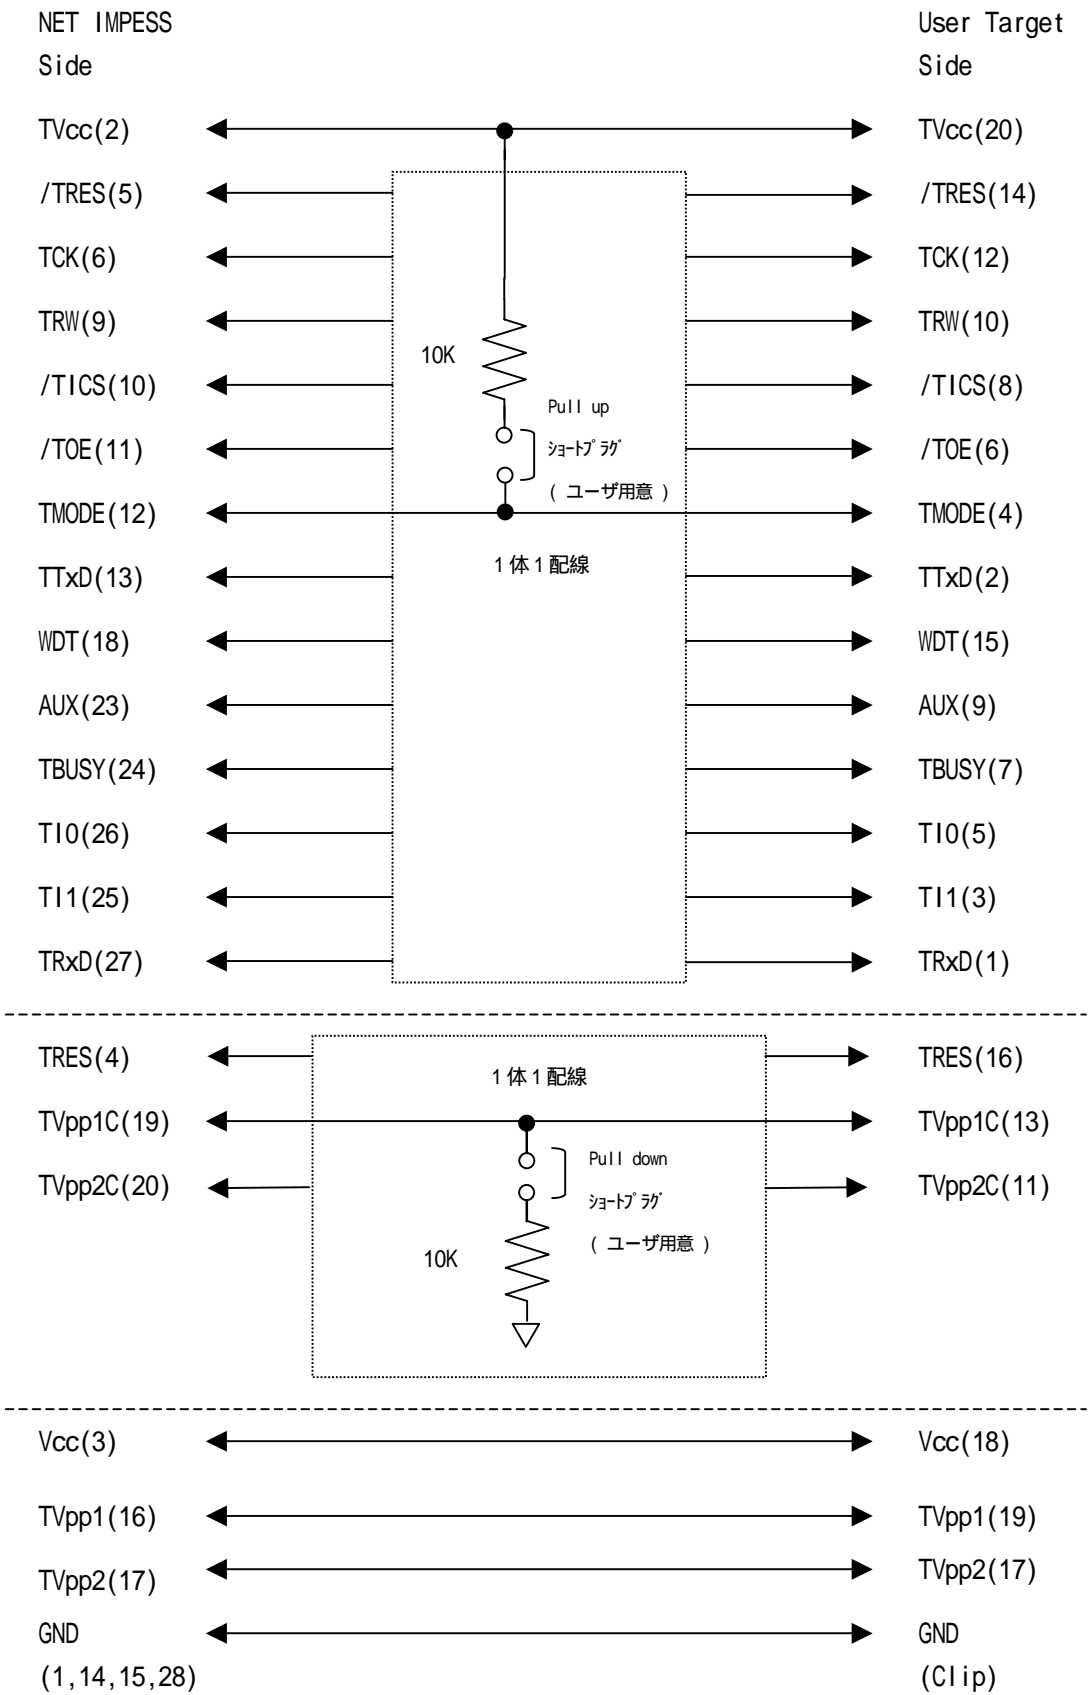 NET IMPESS User Target
Side Side
TVcc(2) TVcc(20)
/TRES(5) /TRES(14)
TCK(6) TCK(12)
TRW(9) TRW(10)
10K
/TICS(10) /TICS(8)
Pull up
/TOE(11) ｼｮｰﾄﾌﾟﾗｸﾞ /TOE(6)
( ユーザ用意 )
TMODE(12) TMODE(4)
1体1配線
TTxD(13) TTxD(2)
WDT(18) WDT(15)
AUX(23) AUX(9)
TBUSY(24) TBUSY(7)
TI0(26) TI0(5)
TI1(25) TI1(3)
TRxD(27) TRxD(1)
TRES(4) TRES(16)
1体1配線
TVpp1C(19) TVpp1C(13)
Pull down
TVpp2C(20) TVpp2C(11)
ｼｮｰﾄﾌﾟﾗｸﾞ
( ユーザ用意 )
10K
Vcc(3) Vcc(18)
TVpp1(16) TVpp1(19)
TVpp2(17) TVpp2(17)
GND GND
(1,14,15,28) (Clip)